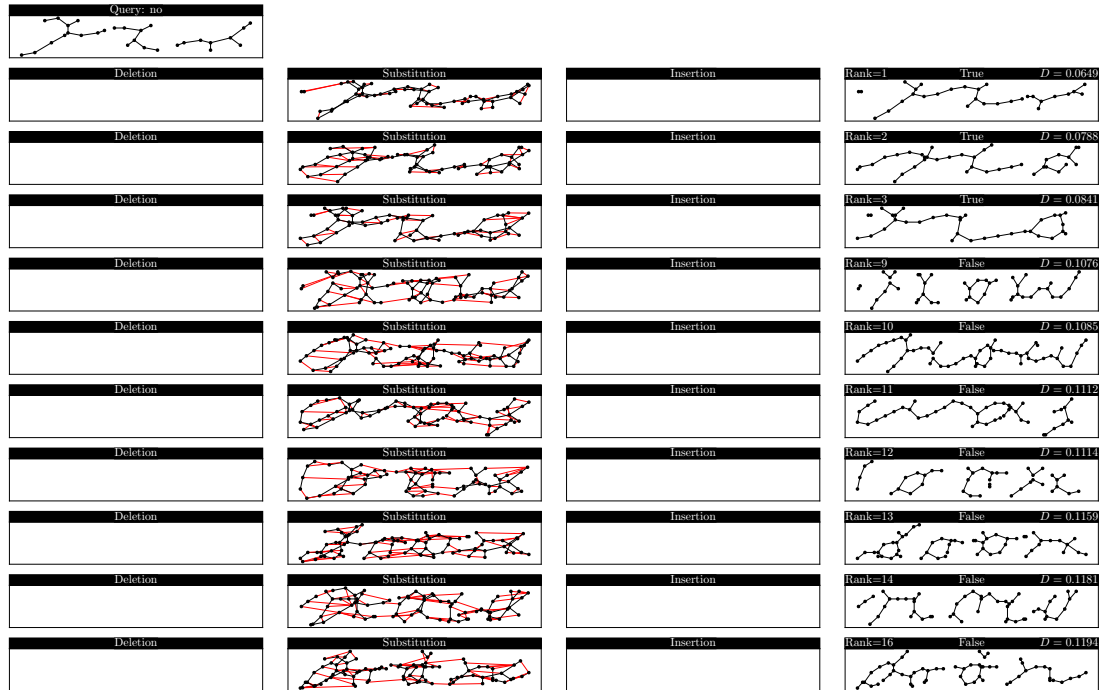 Query: no
Deletion Substitution Insertion Rank=1 True D = 0.0649
Deletion Substitution Insertion Rank=2 True D = 0.0788
Deletion Substitution Insertion Rank=3 True D = 0.0841
Deletion Substitution Insertion Rank=9 False D = 0.1076
Deletion Substitution Insertion Rank=10 False D = 0.1085
Deletion Substitution Insertion Rank=11 False D = 0.1112
Deletion Substitution Insertion Rank=12 False D = 0.1114
Deletion Substitution Insertion Rank=13 False D = 0.1159
Deletion Substitution Insertion Rank=14 False D = 0.1181
Deletion Substitution Insertion Rank=16 False D = 0.1194